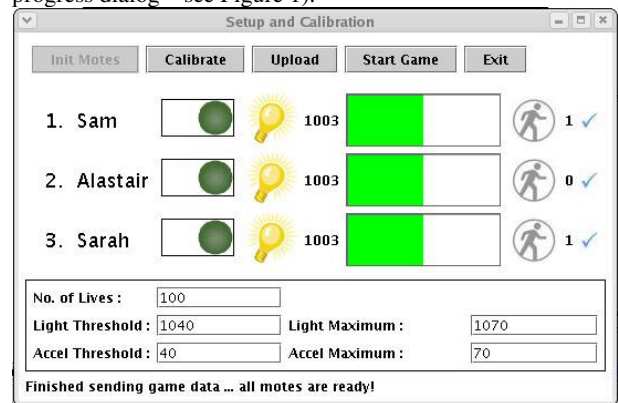 progress dialog – see Figure 1).
Setup and Calibration
Init Motes Calibrate Upload Start Game Exit
1. Sam 1003 1
2. Alastair 1003 0
3. Sarah 1003 1
No. of Lives : 100
Light Threshold : 1040 Light Maximum : 1070
Accel Threshold : 40 Accel Maximum : 70
Finished sending game data ... all motes are ready!